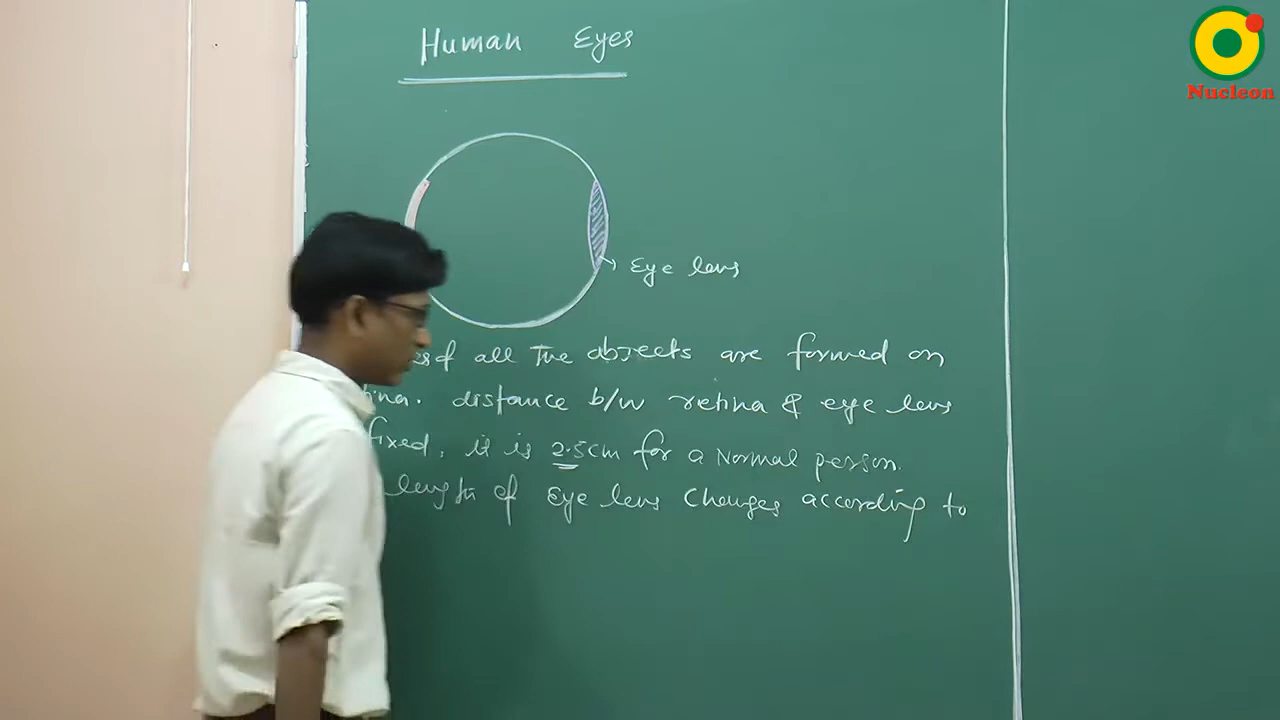 Human Eyes
Nucleon
Eye lens
of all the objects are formed on
distance b/w retina & eye lens
fixed, it is 2.5cm for a Normal person.
length of Eye lens Changes according to